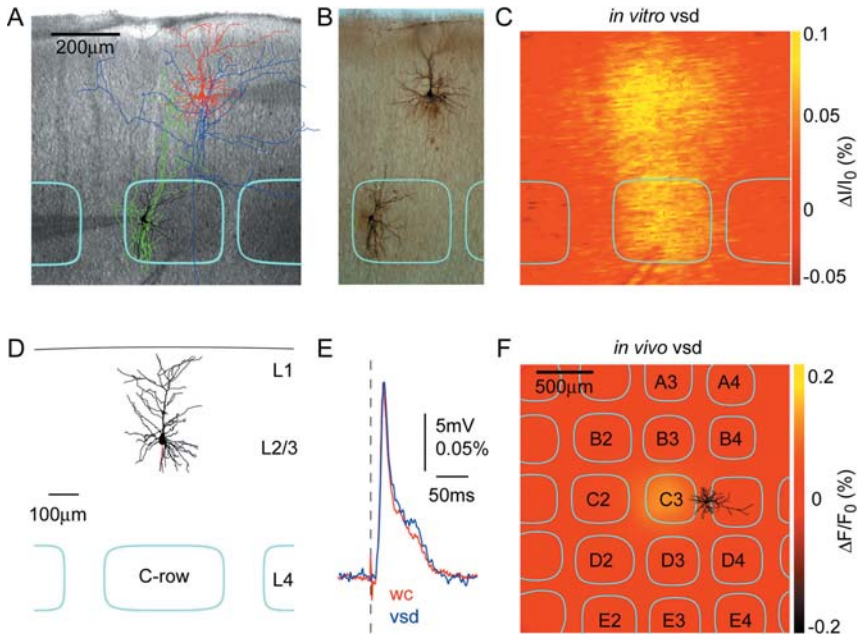 A
200μm
B
C
in vitro vsd
0.1
0.05
0
-0.05
ΔI/I0 (%)
D
L1
L2/3
100μm
C-row
L4
E
5mV
0.05%
50ms
wc
vsd
F
in vivo vsd
500μm
A3 A4
B2 B3 B4
C2 C3
D2 D3 D4
E2 E3 E4
0.2
0
-0.2
ΔF/F0 (%)